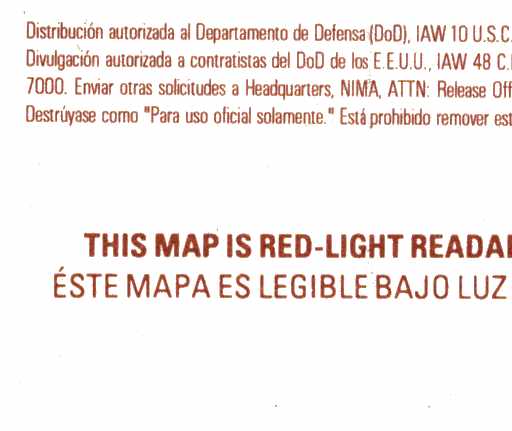 Distribución autorizada al Departamento de Defensa (DoD), IAW 10 U.S.C.
Divulgación autorizada a contratistas del DoD de los E.E.U.U., IAW 48 C.
7000. Enviar otras solicitudes a Headquarters, NIMA, ATTN: Release Off
Destrúyase como "Para uso oficial solamente." Está prohibido remover est
THIS MAP IS RED-LIGHT READA
ÉSTE MAPA ES LEGIBLE BAJO LUZ